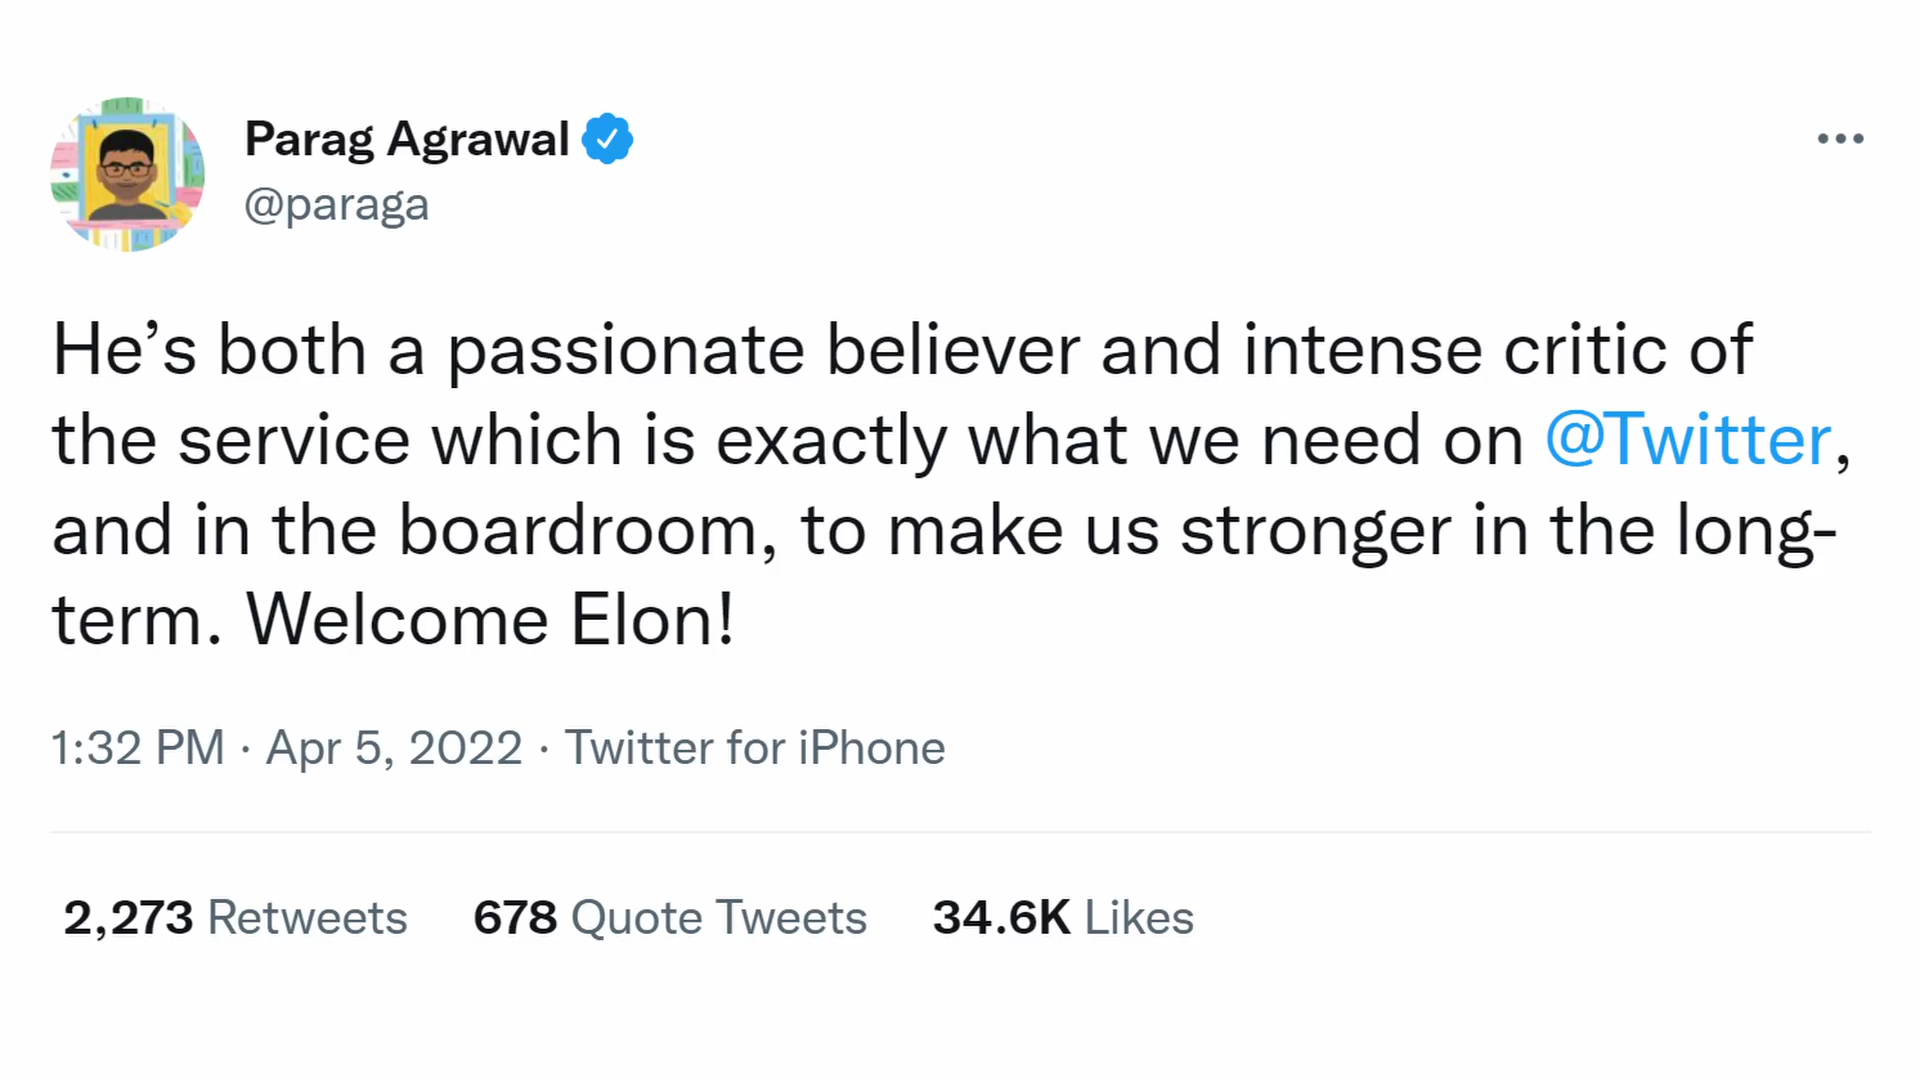 Parag Agrawal
@paraga
He’s both a passionate believer and intense critic of
the service which is exactly what we need on @Twitter,
and in the boardroom, to make us stronger in the long-
term. Welcome Elon!
1:32 PM · Apr 5, 2022 · Twitter for iPhone
2,273 Retweets 678 Quote Tweets 34.6K Likes